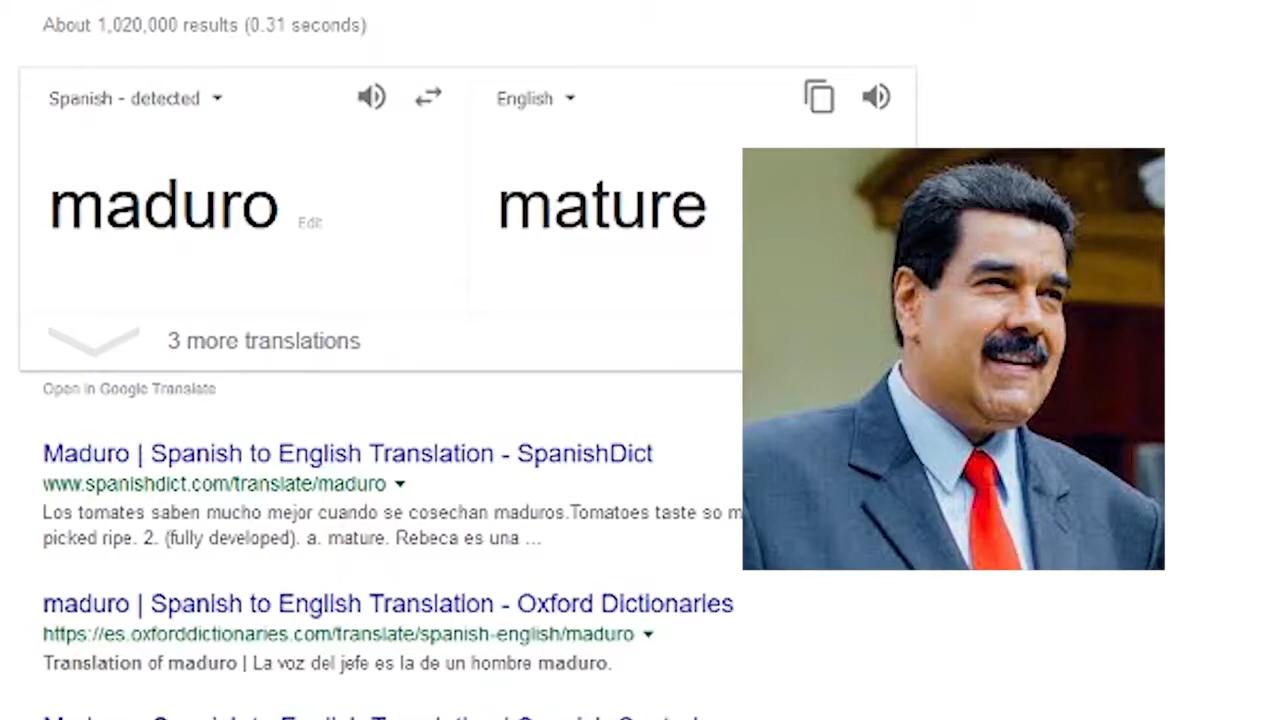 About 1,020,000 results (0.31 seconds)
Spanish - detected
English
maduro Edit
mature
3 more translations
Open in Google Translate
Maduro | Spanish to English Translation - SpanishDict
www.spanishdict.com/translate/maduro
Los tomates saben mucho mejor cuando se cosechan maduros.Tomatoes taste so m
picked ripe. 2. (fully developed). a. mature. Rebeca es una ...
maduro | Spanish to English Translation - Oxford Dictionaries
https://es.oxforddictionaries.com/translate/spanish-english/maduro
Translation of maduro | La voz del jefe es la de un hombre maduro.